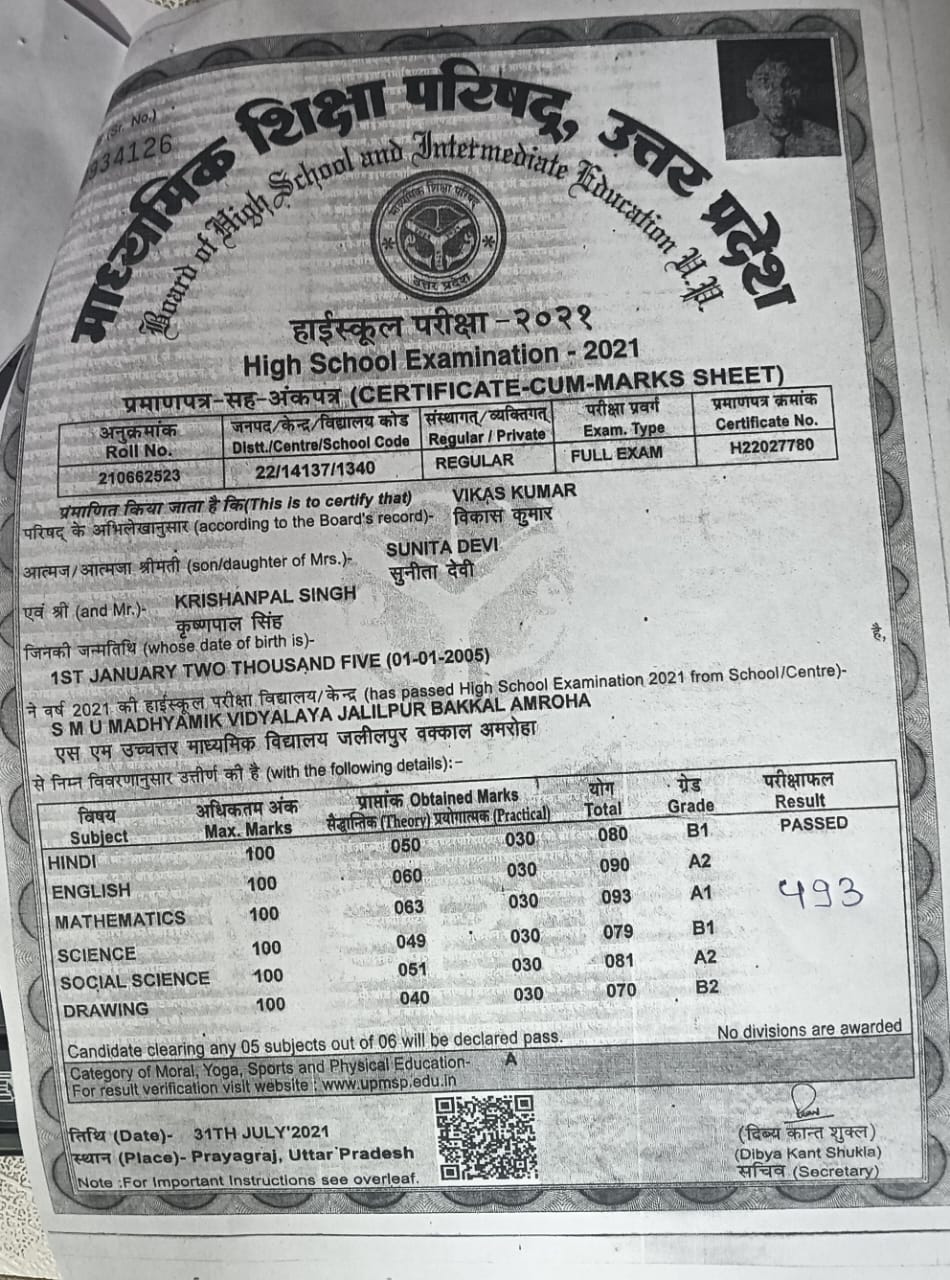 (Sr. No.)
934126
माध्यमिक शिक्षा परिषद्, उत्तर प्रदेश
Board of High School and Intermediate Education U.P.
माध्यमिक शिक्षा परिषद
उत्तर प्रदेश
हाईस्कूल परीक्षा -२०२१
High School Examination - 2021
प्रमाणपत्र-सह-अंकपत्र (CERTIFICATE-CUM-MARKS SHEET)
अनुक्रमांक जनपद/केन्द्र/विद्यालय कोड संस्थागत/व्यक्तिगत परीक्षा प्रवर्ग प्रमाणपत्र क्रमांक
Roll No. Distt./Centre/School Code Regular / Private Exam. Type Certificate No.
210662523 22/14137/1340 REGULAR FULL EXAM H22027780
प्रमाणित किया जाता है कि(This is to certify that) VIKAS KUMAR
परिषद् के अभिलेखानुसार (according to the Board's record)- विकास कुमार
आत्मज/आत्मजा श्रीमती (son/daughter of Mrs.)- SUNITA DEVI
सुनीता देवी
एवं श्री (and Mr.)- KRISHANPAL SINGH
कृष्णपाल सिंह
जिनकी जन्मतिथि (whose date of birth is)- है,
1ST JANUARY TWO THOUSAND FIVE (01-01-2005)
ने वर्ष 2021 की हाईस्कूल परीक्षा विद्यालय/केन्द्र (has passed High School Examination 2021 from School/Centre)-
S M U MADHYAMIK VIDYALAYA JALILPUR BAKKAL AMROHA
एस एम उच्चत्तर माध्यमिक विद्यालय जलीलपुर वक्काल अमरोहा
से निम्न विवरणानुसार उत्तीर्ण की है (with the following details):-
विषय अधिकतम अंक प्राप्तांक Obtained Marks योग ग्रेड परीक्षाफल
Subject Max. Marks सैद्धान्तिक (Theory) प्रयोगात्मक (Practical) Total Grade Result
HINDI 100 050 030 080 B1 PASSED
ENGLISH 100 060 030 090 A2
MATHEMATICS 100 063 030 093 A1 493
SCIENCE 100 049 030 079 B1
SOCIAL SCIENCE 100 051 030 081 A2
DRAWING 100 040 030 070 B2
Candidate clearing any 05 subjects out of 06 will be declared pass. No divisions are awarded
Category of Moral, Yoga, Sports and Physical Education- A
For result verification visit website : www.upmsp.edu.in
तिथि (Date)- 31TH JULY'2021
स्थान (Place)- Prayagraj, Uttar Pradesh
Note :For Important Instructions see overleaf.
(दिब्य कान्त शुक्ल)
(Dibya Kant Shukla)
सचिव (Secretary)